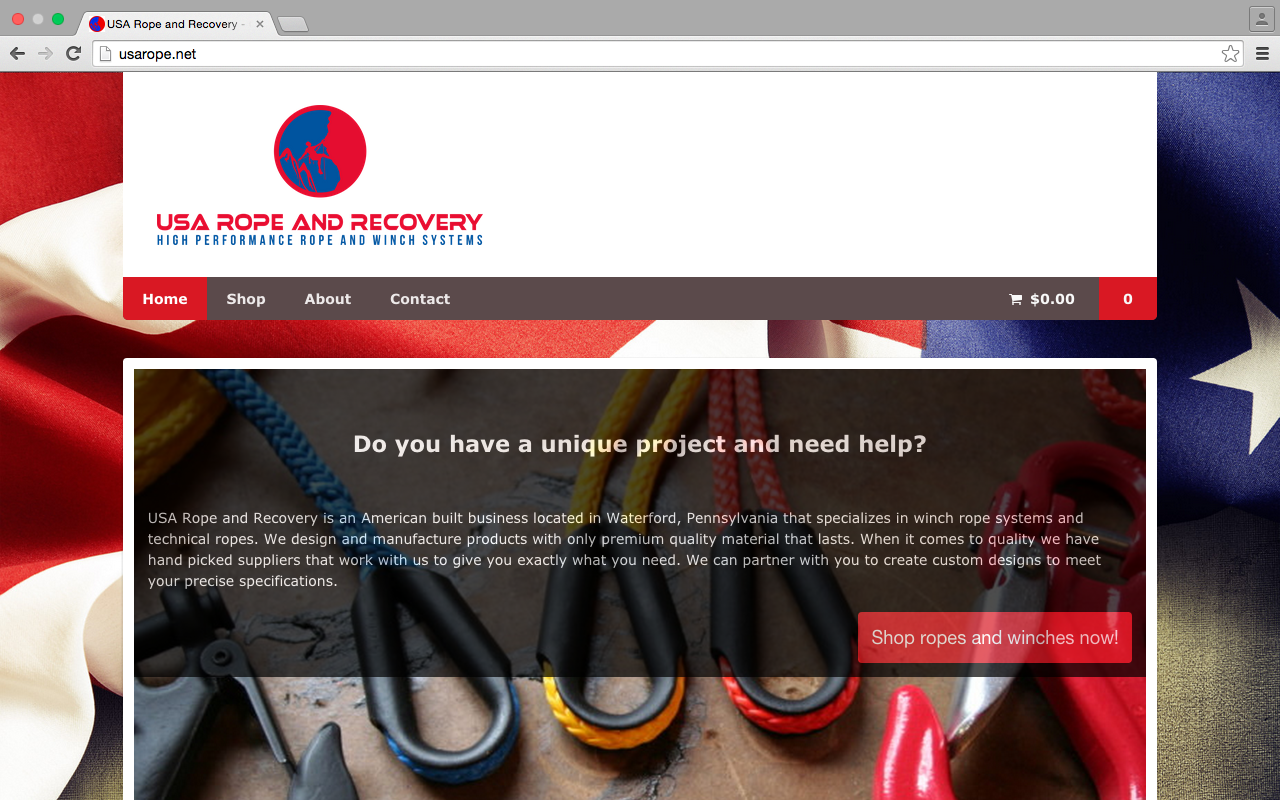 USA Rope and Recovery -
usarope.net
USA ROPE AND RECOVERY
HIGH PERFORMANCE ROPE AND WINCH SYSTEMS
Home Shop About Contact $0.00 0
Do you have a unique project and need help?
USA Rope and Recovery is an American built business located in Waterford, Pennsylvania that specializes in winch rope systems and
technical ropes. We design and manufacture products with only premium quality material that lasts. When it comes to quality we have
hand picked suppliers that work with us to give you exactly what you need. We can partner with you to create custom designs to meet
your precise specifications.
Shop ropes and winches now!